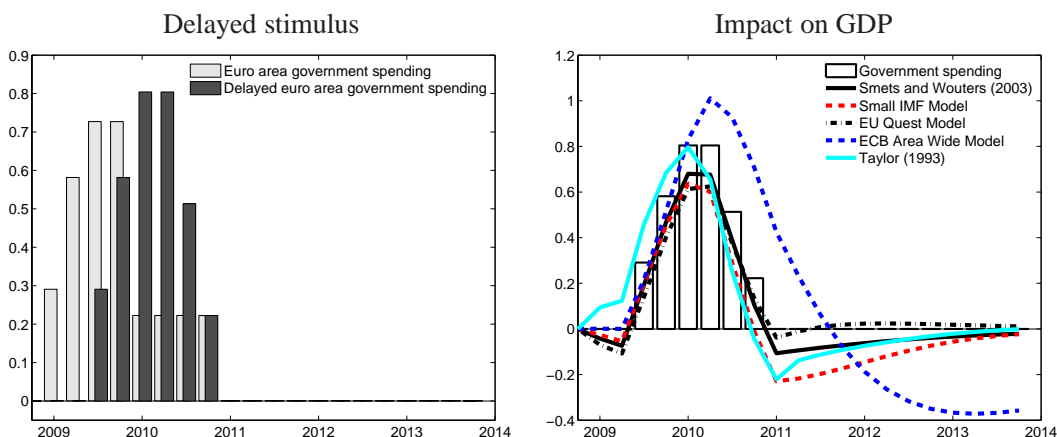 Delayed stimulus
0.9
0.8
0.7
0.6
0.5
0.4
0.3
0.2
0.1
0
2009 2010 2011 2012 2013 2014
Euro area government spending
Delayed euro area government spending
Impact on GDP
1.2
1
0.8
0.6
0.4
0.2
0
−0.2
−0.4
2009 2010 2011 2012 2013 2014
Government spending
Smets and Wouters (2003)
Small IMF Model
EU Quest Model
ECB Area Wide Model
Taylor (1993)